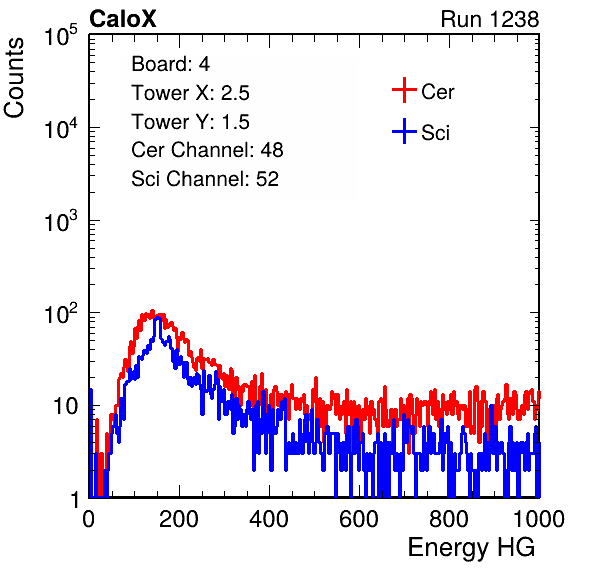 CaloX Run 1238
Counts
10^5
10^4
10^3
10^2
10
1
Board: 4
Tower X: 2.5
Tower Y: 1.5
Cer Channel: 48
Sci Channel: 52
Cer
Sci
0 200 400 600 800 1000
Energy HG